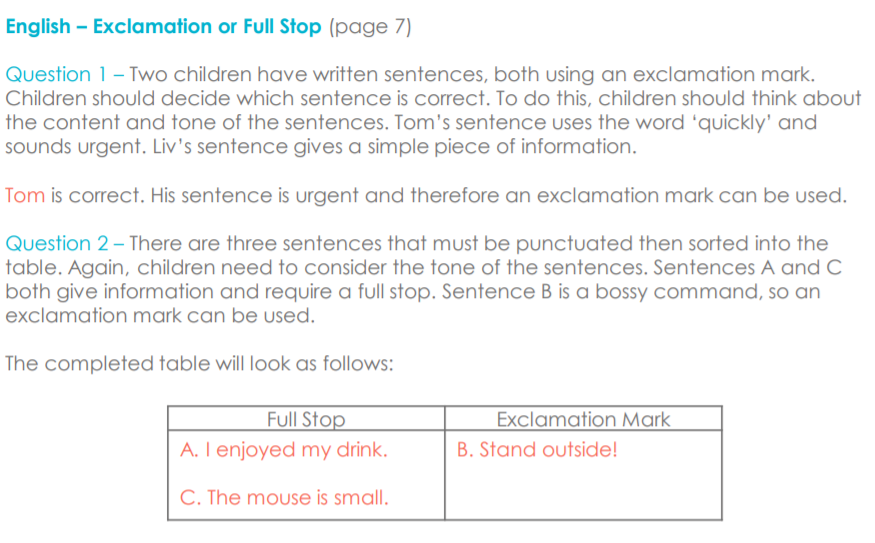 English – Exclamation or Full Stop (page 7)
Question 1 – Two children have written sentences, both using an exclamation mark.
Children should decide which sentence is correct. To do this, children should think about
the content and tone of the sentences. Tom’s sentence uses the word ‘quickly’ and
sounds urgent. Liv’s sentence gives a simple piece of information.
Tom is correct. His sentence is urgent and therefore an exclamation mark can be used.
Question 2 – There are three sentences that must be punctuated then sorted into the
table. Again, children need to consider the tone of the sentences. Sentences A and C
both give information and require a full stop. Sentence B is a bossy command, so an
exclamation mark can be used.
The completed table will look as follows:
Full Stop
Exclamation Mark
A. I enjoyed my drink.
B. Stand outside!
C. The mouse is small.